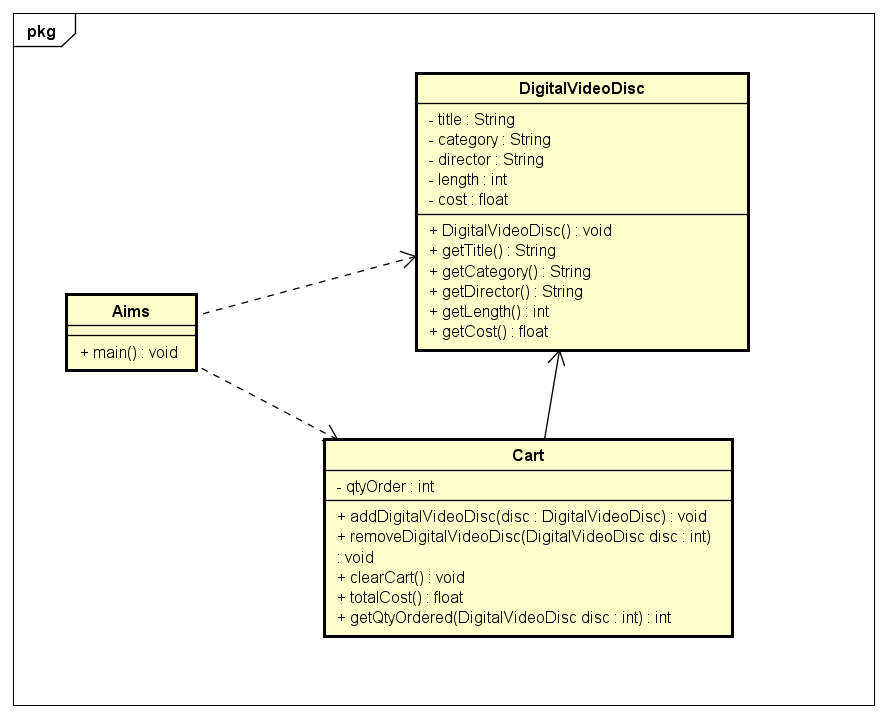 pkg
DigitalVideoDisc
- title : String
- category : String
- director : String
- length : int
- cost : float
+ DigitalVideoDisc() : void
+ getTitle() : String
+ getCategory() : String
+ getDirector() : String
+ getLength() : int
+ getCost() : float
Aims
+ main() : void
Cart
- qtyOrder : int
+ addDigitalVideoDisc(disc : DigitalVideoDisc) : void
+ removeDigitalVideoDisc(DigitalVideoDisc disc : int)
: void
+ clearCart() : void
+ totalCost() : float
+ getQtyOrdered(DigitalVideoDisc disc : int) : int